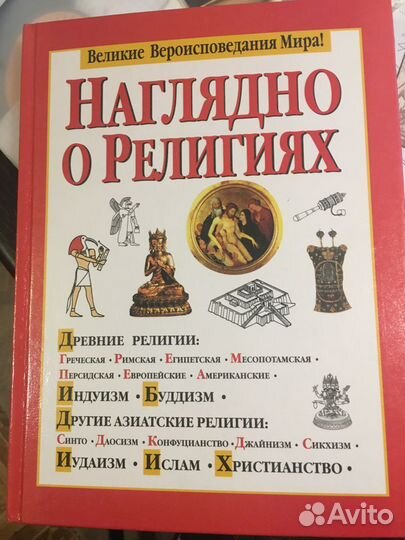 Великие Вероисповедания Мира!
НАГЛЯДНО
О РЕЛИГИЯХ
ДРЕВНИЕ РЕЛИГИИ:
ГРЕЧЕСКАЯ • РИМСКАЯ • ЕГИПЕТСКАЯ • МЕСОПОТАМСКАЯ •
ПЕРСИДСКАЯ • ЕВРОПЕЙСКИЕ • АМЕРИКАНСКИЕ •
ИНДУИЗМ • БУДДИЗМ •
ДРУГИЕ АЗИАТСКИЕ РЕЛИГИИ:
СИНТО • ДАОСИЗМ • КОНФУЦИАНСТВО • ДЖАЙНИЗМ • СИКХИЗМ •
ИУДАИЗМ • ИСЛАМ • ХРИСТИАНСТВО •
Avito